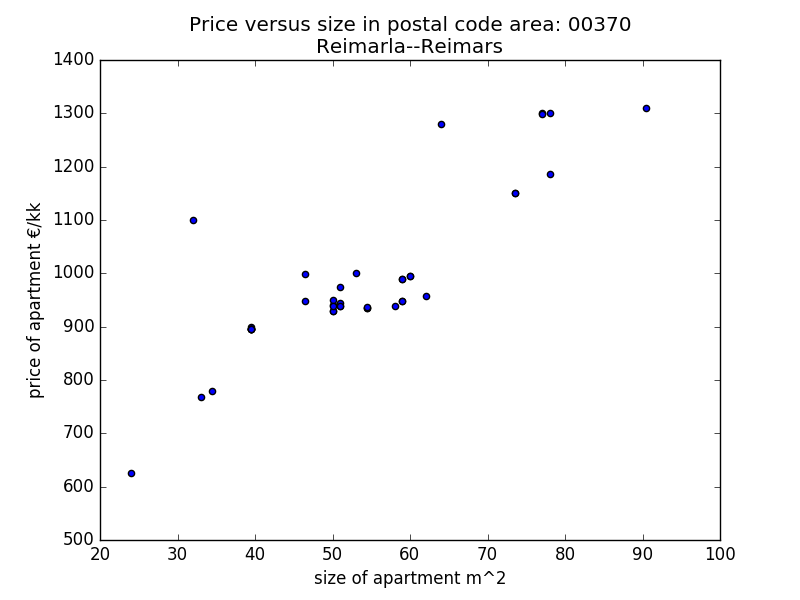 Price versus size in postal code area: 00370
Reimarla--Reimars
1400
1300
1200
1100
1000
900
800
700
600
500
price of apartment €/kk
20 30 40 50 60 70 80 90 100
size of apartment m^2